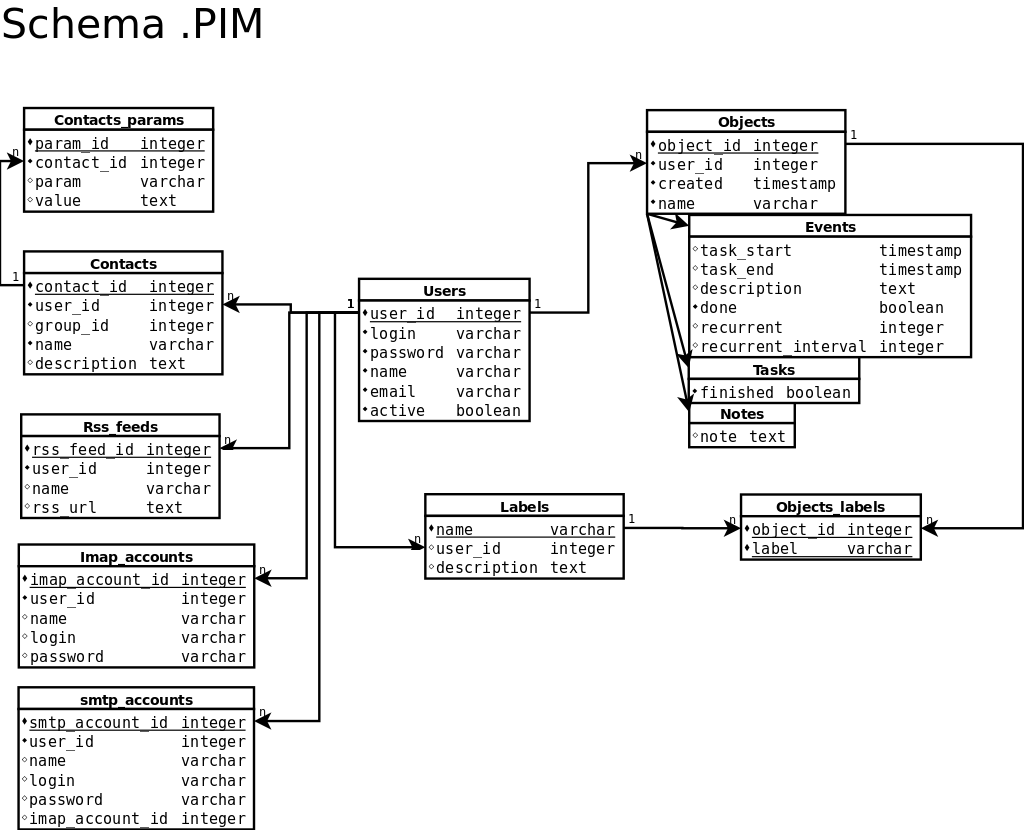 Schema .PIM
Contacts_params
param_id integer
contact_id integer
param varchar
value text
n
1
Contacts
contact_id integer
user_id integer
group_id integer
name varchar
description text
n
Rss_feeds
rss_feed_id integer
user_id integer
name varchar
rss_url text
n
Imap_accounts
imap_account_id integer
user_id integer
name varchar
login varchar
password varchar
n
smtp_accounts
smtp_account_id integer
user_id integer
name varchar
login varchar
password varchar
imap_account_id integer
n
1
Users
user_id integer
login varchar
password varchar
name varchar
email varchar
active boolean
1
n
Objects
object_id integer
user_id integer
created timestamp
name varchar
1
Events
task_start timestamp
task_end timestamp
description text
done boolean
recurrent integer
recurrent_interval integer
Tasks
finished boolean
Notes
note text
n
Labels
name varchar
user_id integer
description text
1
n
Objects_labels
object_id integer
label varchar
n